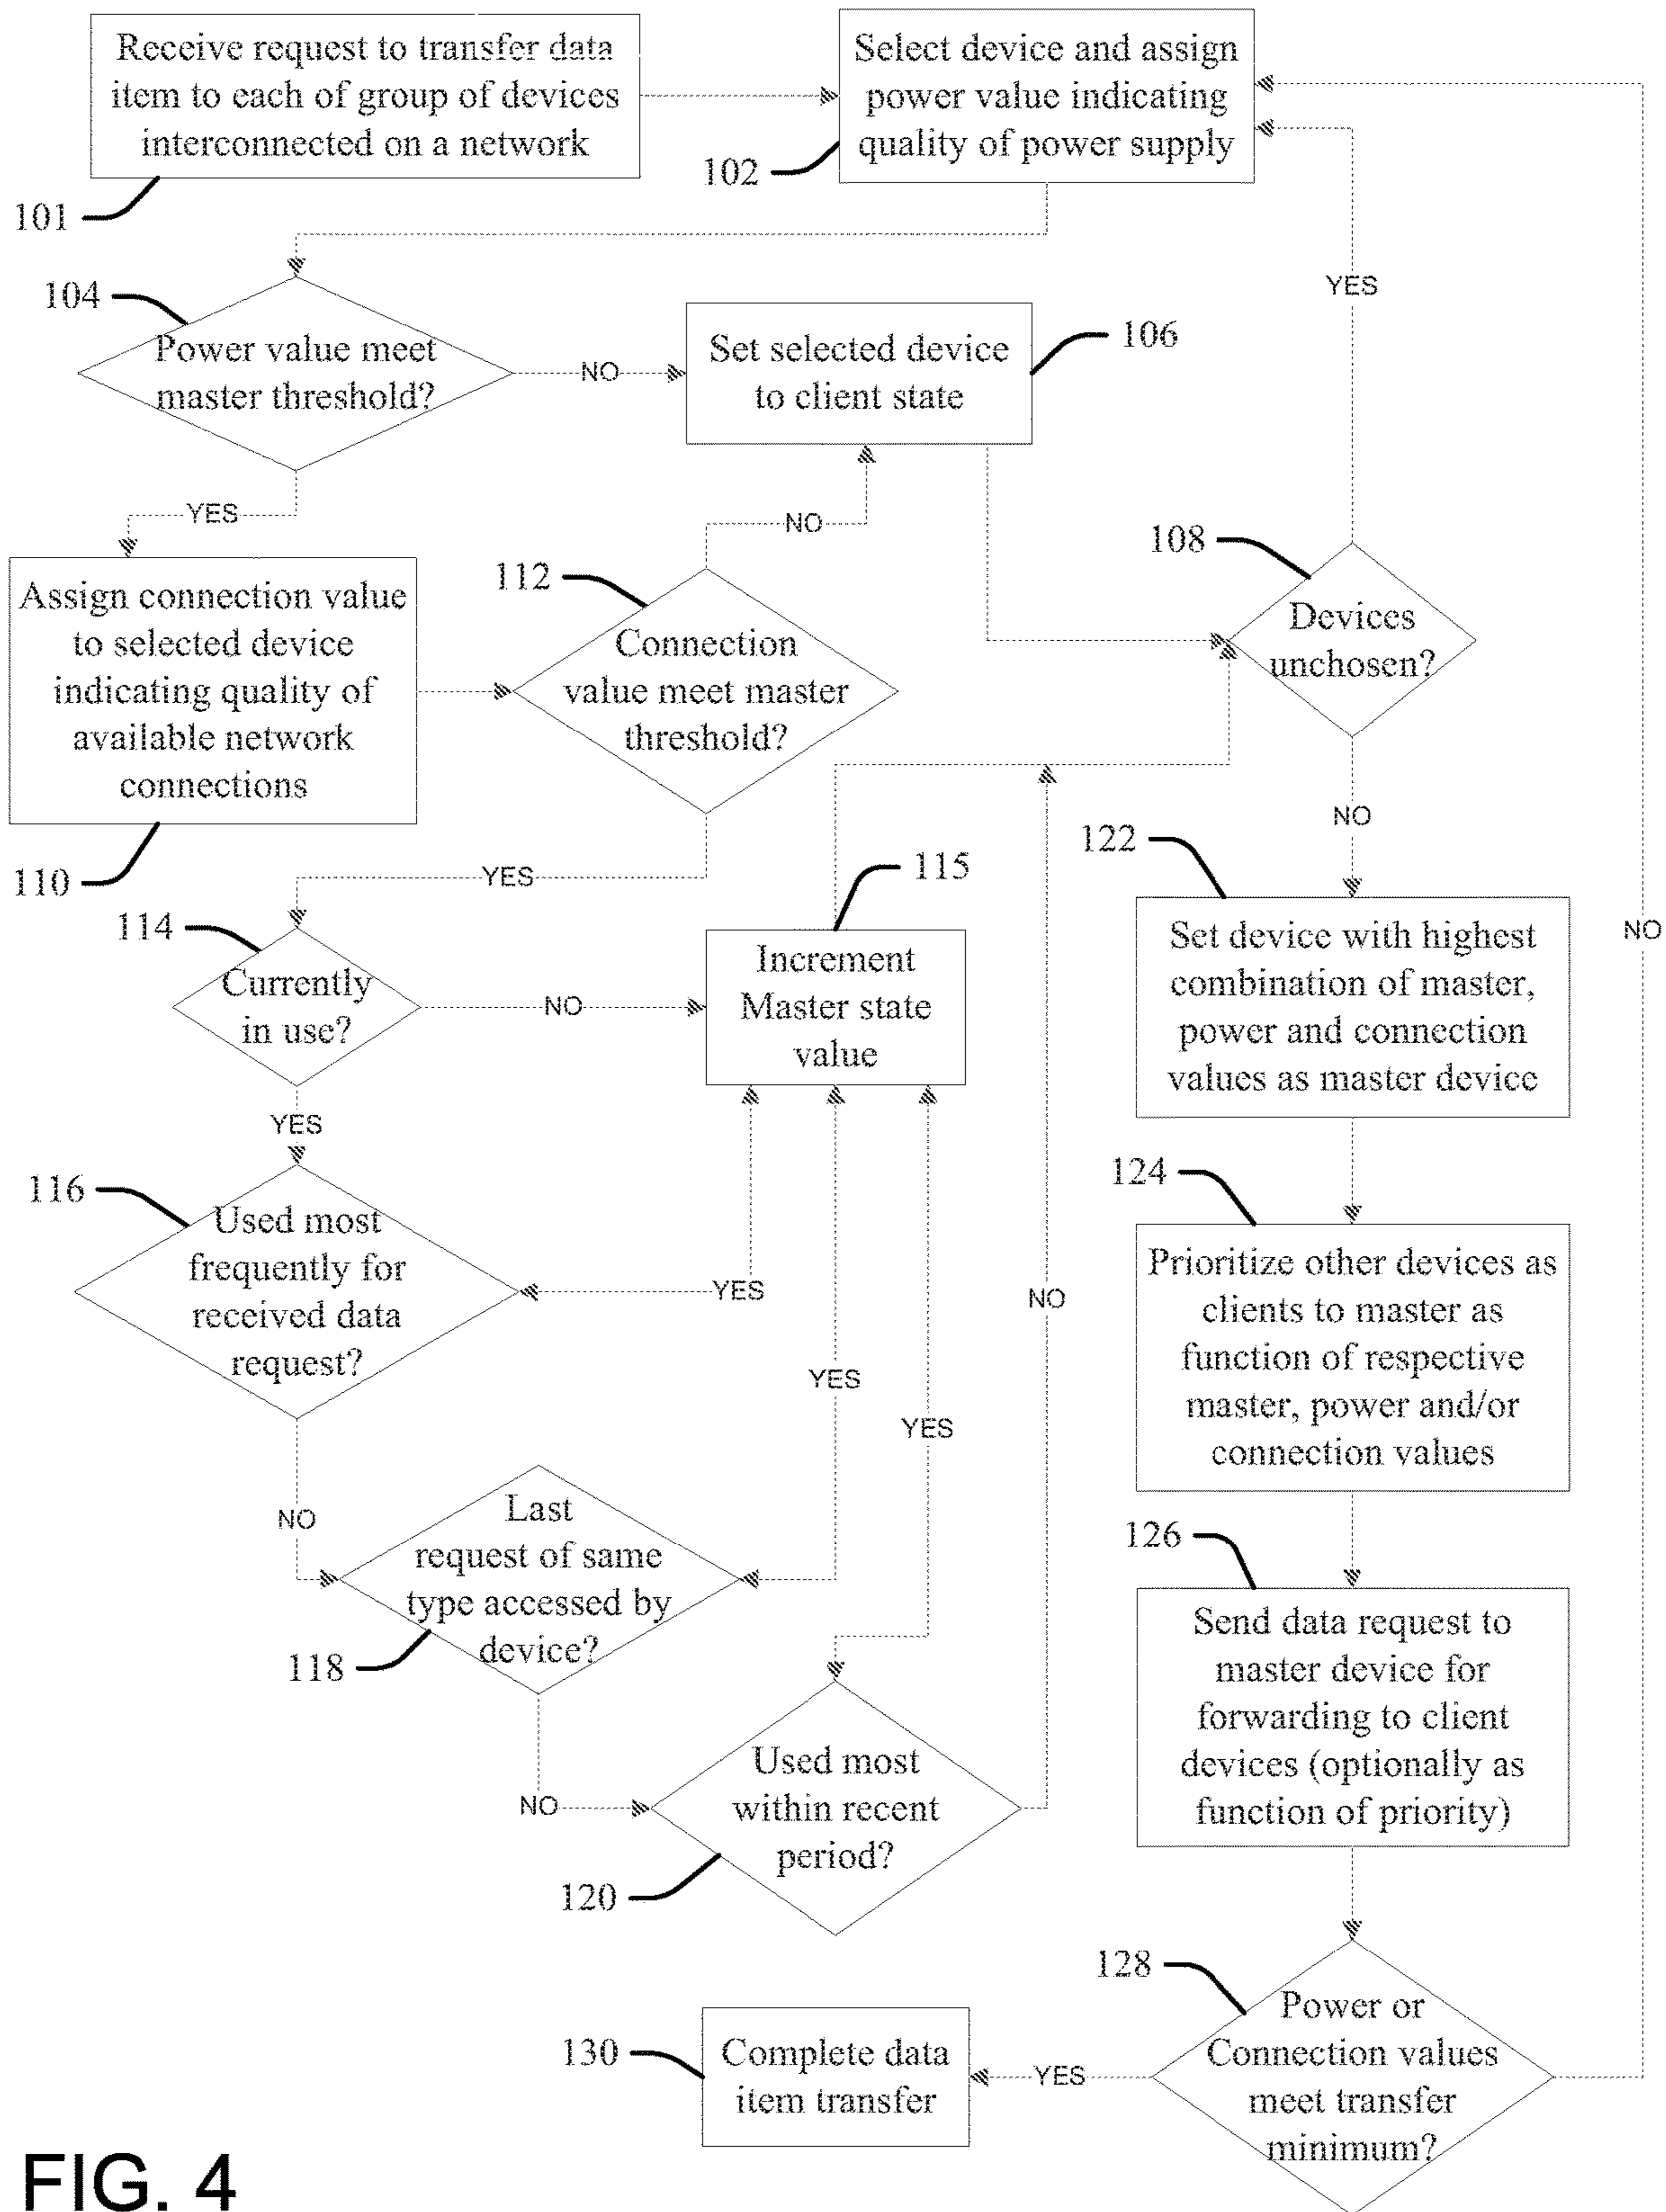 Receive request to transfer data
item to each of group of devices
interconnected on a network
101
Select device and assign
power value indicating
quality of power supply
102
104
Power value meet
master threshold?
NO
Set selected device
to client state
106
YES
YES
NO
108
Devices
unchosen?
Assign connection value
to selected device
indicating quality of
available network
connections
110
112
Connection
value meet master
threshold?
NO
YES
114
Currently
in use?
NO
115
Increment
Master state
value
122
Set device with highest
combination of master,
power and connection
values as master device
NO
YES
116
Used most
frequently for
received data
request?
YES
NO
124
Prioritize other devices as
clients to master as
function of respective
master, power and/or
connection values
YES
YES
NO
Last
request of same
type accessed by
device?
118
126
Send data request to
master device for
forwarding to client
devices (optionally as
function of priority)
NO
Used most
within recent
period?
120
128
Power or
Connection values
meet transfer
minimum?
YES
130
Complete data
item transfer
FIG. 4